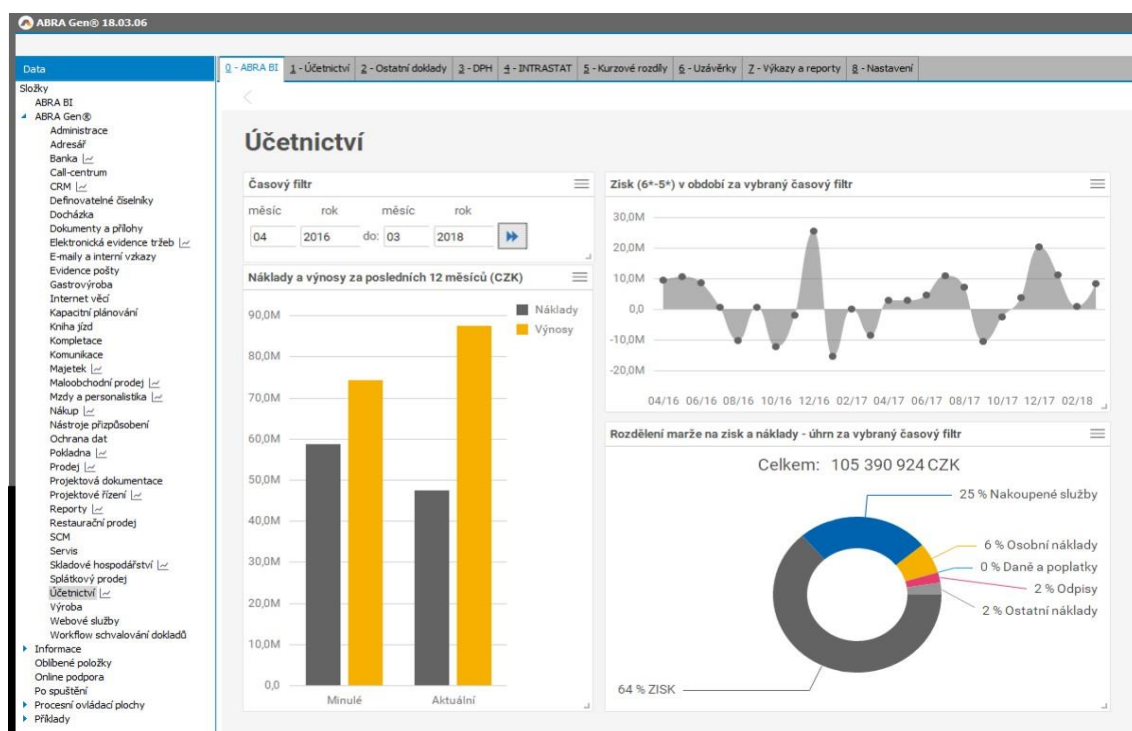 ABRA Gen® 18.03.06
Data
Složky
ABRA BI
ABRA Gen®
Administrace
Adresář
Banka
Call-centrum
CRM
Definovatelné číselníky
Docházka
Dokumenty a přílohy
Elektronická evidence tržeb
E-maily a interní vzkazy
Evidence pošty
Gastrovýroba
Internet věcí
Kapacitní plánování
Kniha jízd
Kompletace
Komunikace
Majetek
Maloobchodní prodej
Mzdy a personalistika
Nákup
Nástroje přizpůsobení
Ochrana dat
Pokladna
Prodej
Projektová dokumentace
Projektové řízení
Reporty
Restaurační prodej
SCM
Servis
Skladové hospodářství
Splátkový prodej
Účetnictví
Výroba
Webové služby
Workflow schvalování dokladů
Informace
Oblíbené položky
Online podpora
Po spuštění
Procesní ovládací plochy
Příklady
0 - ABRA BI 1 - Účetnictví 2 - Ostatní doklady 3 - DPH 4 - INTRASTAT 5 - Kurzové rozdíly 6 - Uzávěrky 7 - Výkazy a reporty 8 - Nastavení
Účetnictví
Časový filtr
měsíc rok měsíc rok
04 2016 do: 03 2018
Náklady a výnosy za posledních 12 měsíců (CZK)
Náklady
Výnosy
90,0M
80,0M
70,0M
60,0M
50,0M
40,0M
30,0M
20,0M
10,0M
0,0
Minulé Aktuální
Zisk (6*-5*) v období za vybraný časový filtr
30,0M
20,0M
10,0M
0,0
-10,0M
-20,0M
04/16 06/16 08/16 10/16 12/16 02/17 04/17 06/17 08/17 10/17 12/17 02/18
Rozdělení marže na zisk a náklady - úhrn za vybraný časový filtr
Celkem: 105 390 924 CZK
25 % Nakoupené služby
6 % Osobní náklady
0 % Daně a poplatky
2 % Odpisy
2 % Ostatní náklady
64 % ZISK